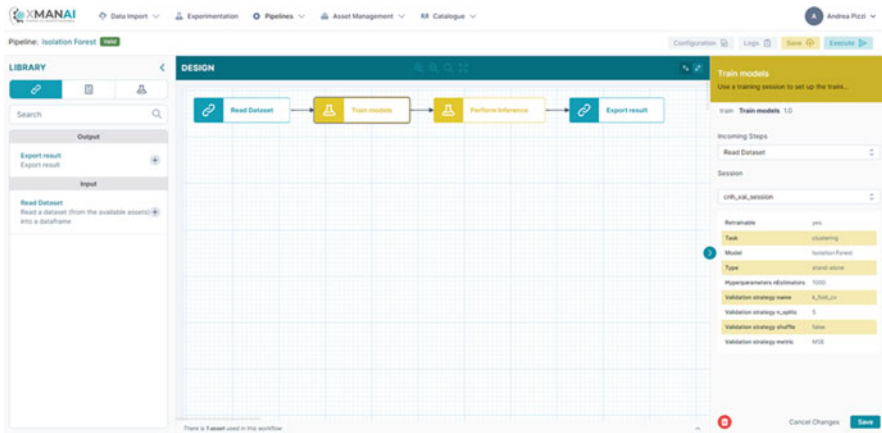 XMANAI
Data Import
Experimentation
Pipelines
Asset Management
Catalogue
A
Andrea Pizzi
Pipeline: Isolation Forest Valid
Configuration
Logs
Save
Execute
LIBRARY
Search
Output
Export result
Export result
Input
Read Dataset
Read a dataset (from the available assets)
into a dataframe
DESIGN
Read Dataset
Train models
Perform Inference
Export result
There is 1 asset used in this workflow
Train models
Use a training session to set up the traini...
train Train models 1.0
Incoming Steps
Read Dataset
Session
cnh_xai_session
Retrainable yes
Task clustering
Model Isolation Forest
Type stand-alone
Hyperparameters nEstimators 1000
Validation strategy name k_fold_cv
Validation strategy n_splits 5
Validation strategy shuffle false
Validation strategy metric MSE
Cancel Changes
Save